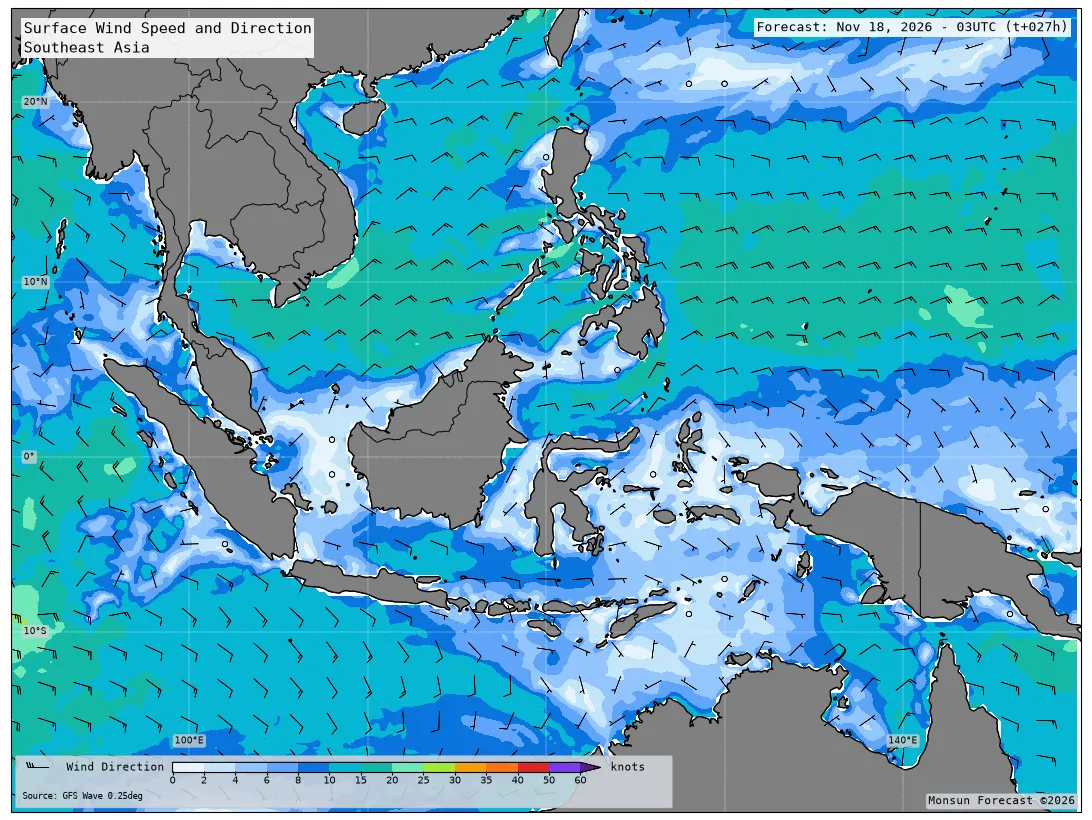 Surface Wind Speed and Direction
Southeast Asia
Forecast: Nov 18, 2026 - 03UTC (t+027h)
20°N
10°N
0°
10°S
100°E
140°E
Wind Direction
0 2 4 6 8 10 15 20 25 30 35 40 50 60
knots
Source: GFS Wave 0.25deg
Monsun Forecast ©2026